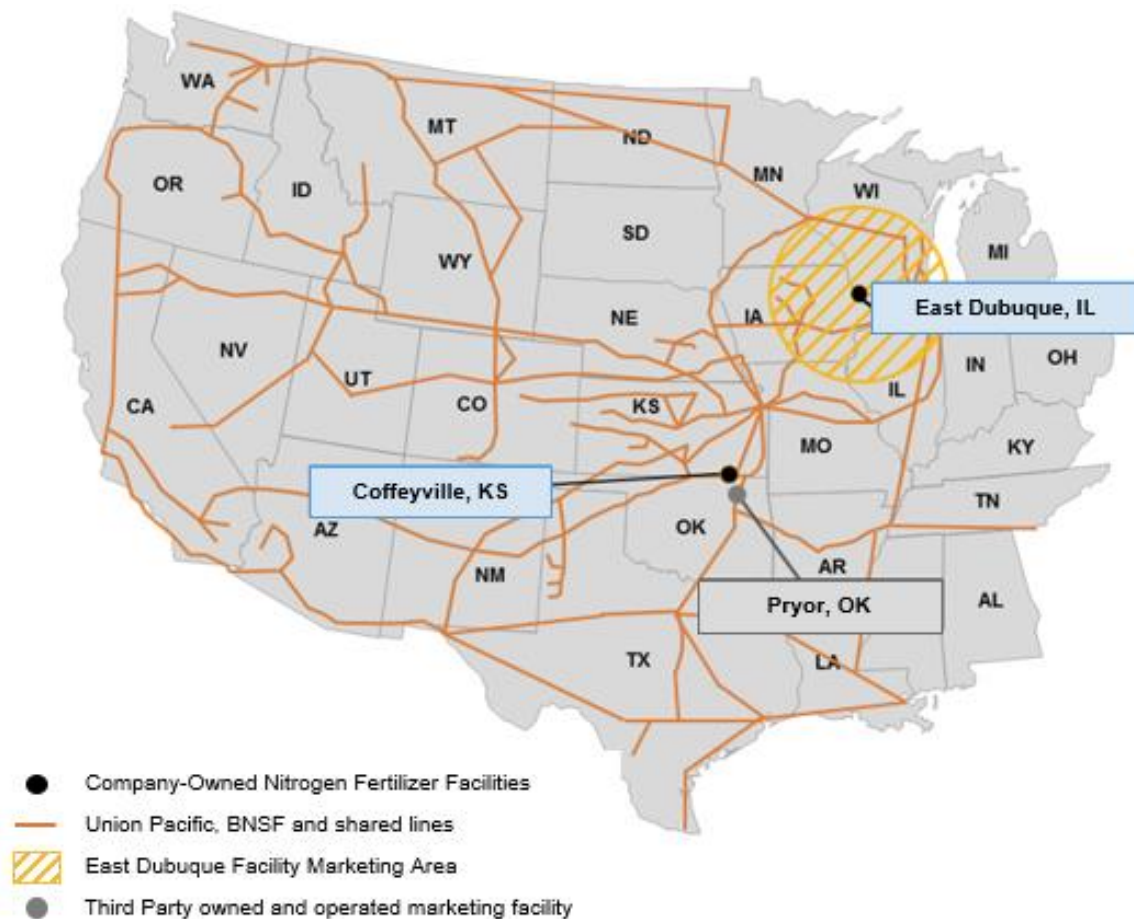 WA
MT
ND
MN
OR
ID
WI
SD
MI
WY
East Dubuque, IL
NE
IA
NV
UT
IN
OH
CO
KS
IL
CA
MO
KY
Coffeyville, KS
TN
AZ
OK
NM
AR
Pryor, OK
AL
TX
LA
Company-Owned Nitrogen Fertilizer Facilities
Union Pacific, BNSF and shared lines
East Dubuque Facility Marketing Area
Third Party owned and operated marketing facility